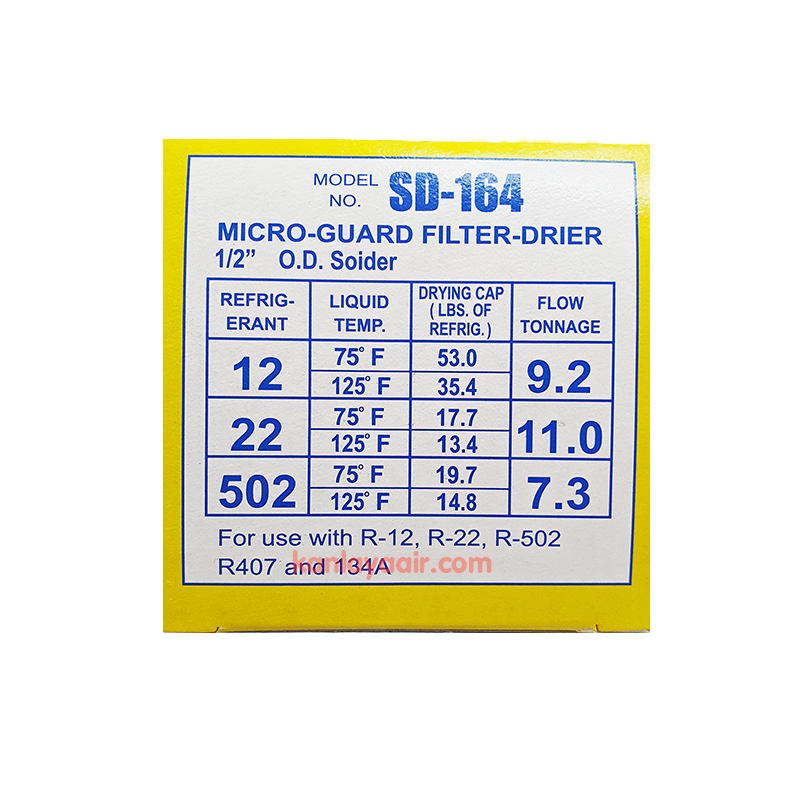 MODEL NO. SD-164
MICRO-GUARD FILTER-DRIER
1/2” O.D. Soider
REFRIG-ERANT LIQUID TEMP. DRYING CAP ( LBS. OF REFRIG. ) FLOW TONNAGE
12 75° F 53.0 9.2
125° F 35.4
22 75° F 17.7 11.0
125° F 13.4
502 75° F 19.7 7.3
125° F 14.8
For use with R-12, R-22, R-502
R407 and 134A
kanlayaair.com